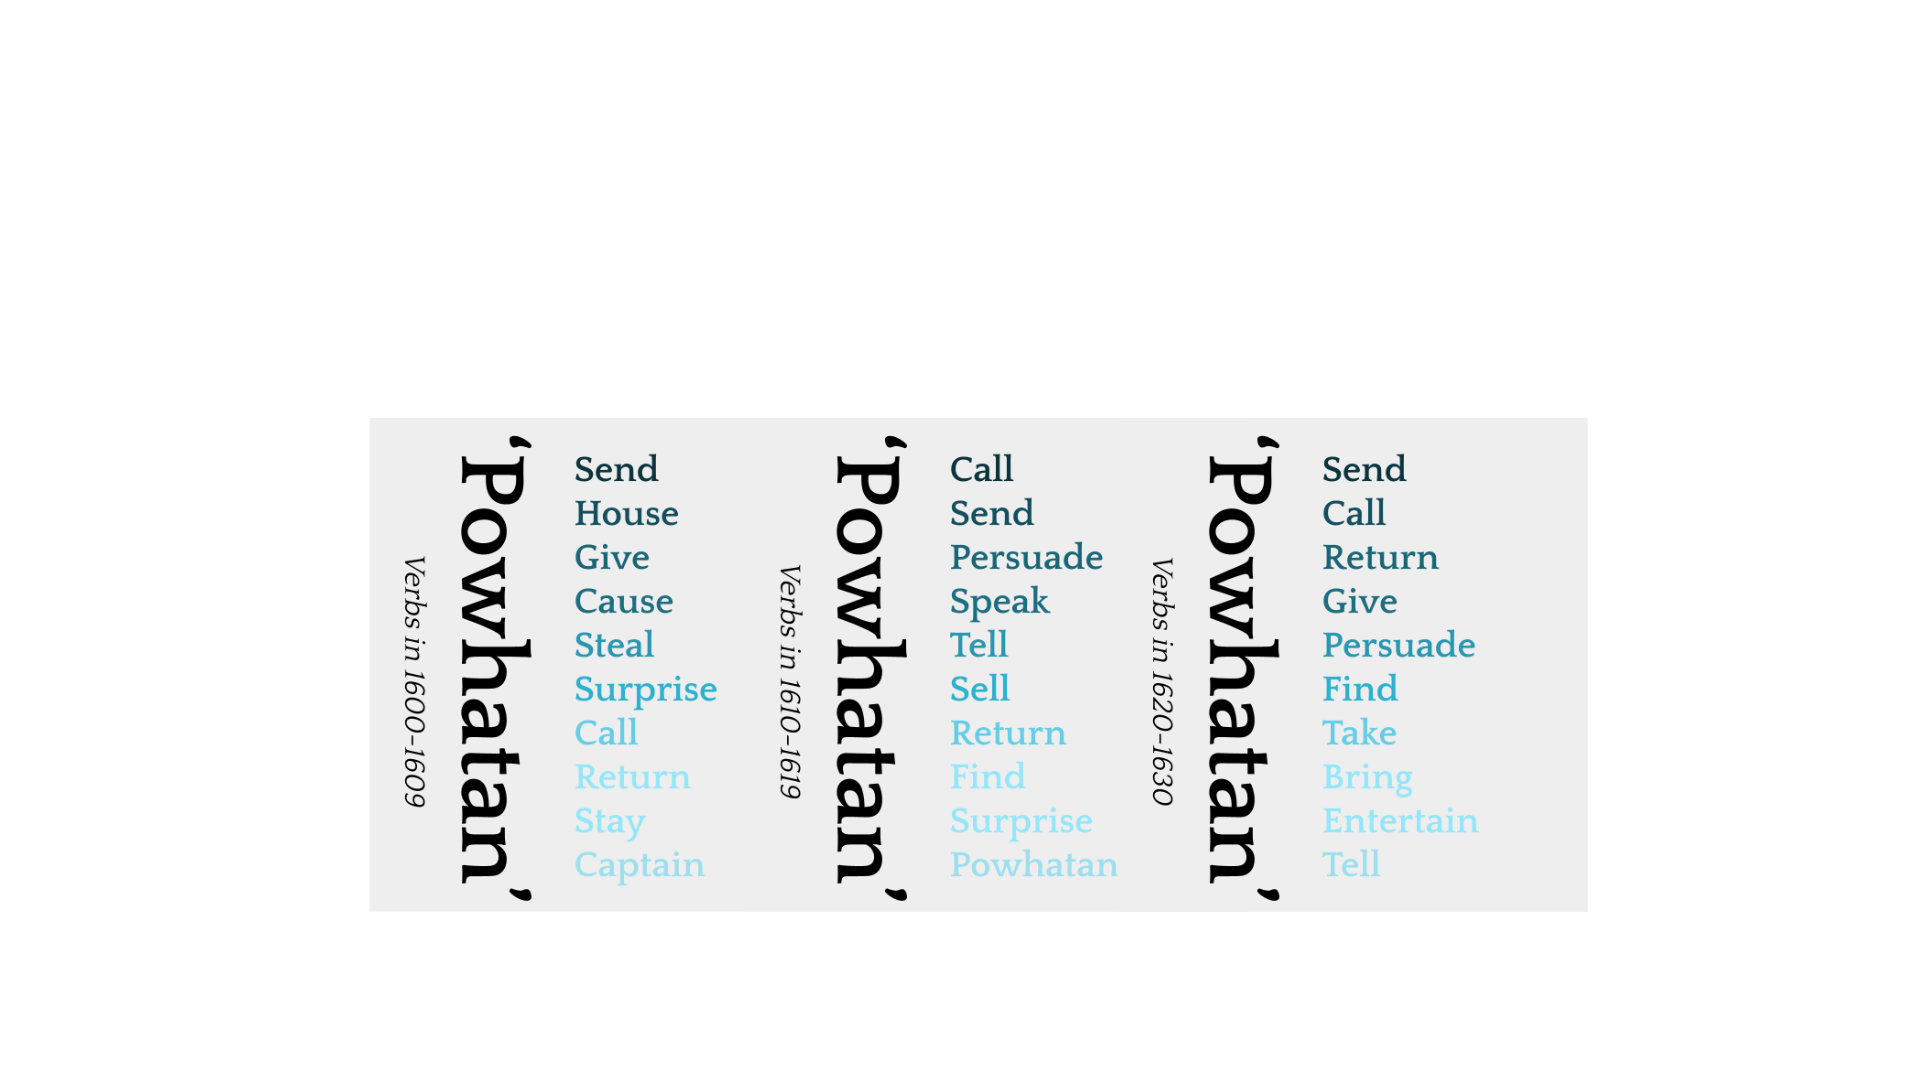 Verbs in 1600-1609
‘Powhatan’
Send
House
Give
Cause
Steal
Surprise
Call
Return
Stay
Captain
Verbs in 1610-1619
‘Powhatan’
Call
Send
Persuade
Speak
Tell
Sell
Return
Find
Surprise
Powhatan
Verbs in 1620-1630
‘Powhatan’
Send
Call
Return
Give
Persuade
Find
Take
Bring
Entertain
Tell